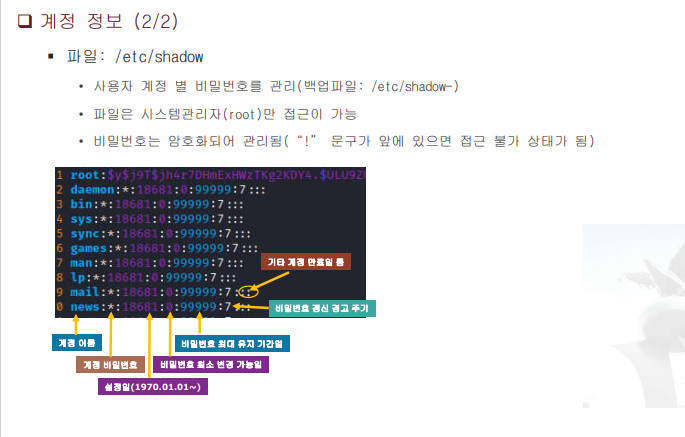 ❑ 계정 정보 (2/2)
▪ 파일: /etc/shadow
• 사용자 계정 별 비밀번호를 관리(백업파일: /etc/shadow-)
• 파일은 시스템관리자(root)만 접근이 가능
• 비밀번호는 암호화되어 관리됨( “!” 문구가 앞에 있으면 접근 불가 상태가 됨)
1 root:$y$j9T$jh4r7DHmExHWzTKg2KDY4.$ULU9Z
2 daemon:*:18681:0:99999:7:::
3 bin:*:18681:0:99999:7:::
4 sys:*:18681:0:99999:7:::
5 sync:*:18681:0:99999:7:::
6 games:*:18681:0:99999:7:::
7 man:*:18681:0:99999:7:::
8 lp:*:18681:0:99999:7:::
9 mail:*:18681:0:99999:7:::
0 news:*:18681:0:99999:7:::
기타 계정 만료일 등
비밀번호 갱신 경고 주기
계정 이름
비밀번호 최대 유지 기간일
계정 비밀번호
비밀번호 최소 변경 가능일
설정일(1970.01.01~)